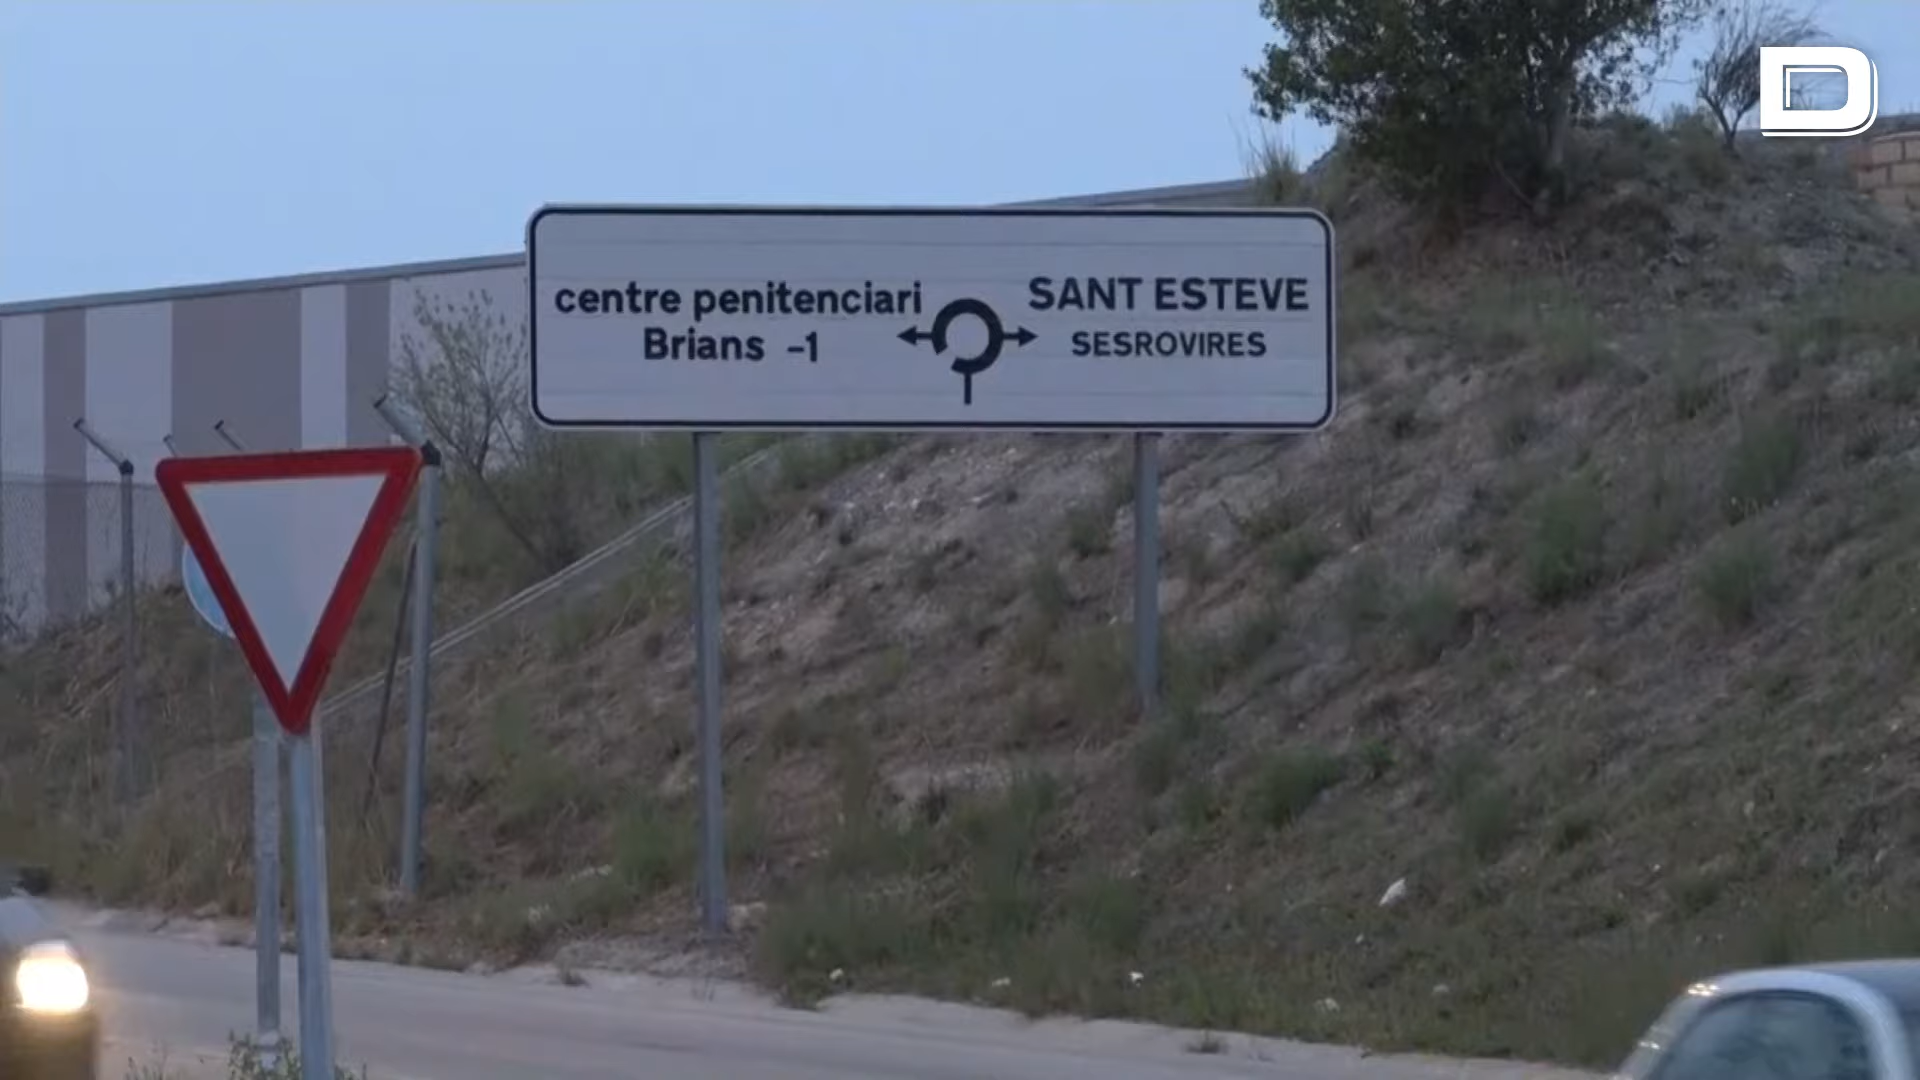 centre penitenciari
Brians -1
SANT ESTEVE
SESROVIRES
D